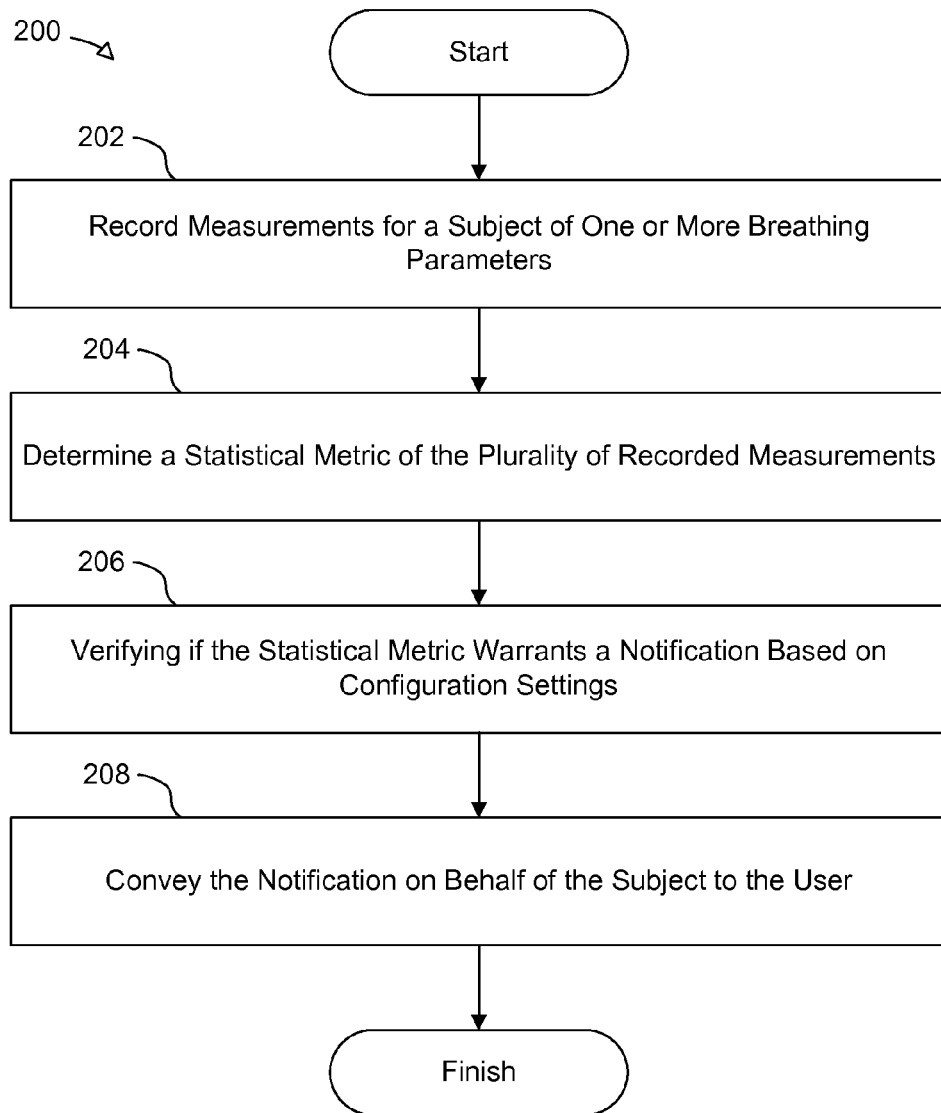 200
Start
202
Record Measurements for a Subject of One or More Breathing
Parameters
204
Determine a Statistical Metric of the Plurality of Recorded Measurements
206
Verifying if the Statistical Metric Warrants a Notification Based on
Configuration Settings
208
Convey the Notification on Behalf of the Subject to the User
Finish